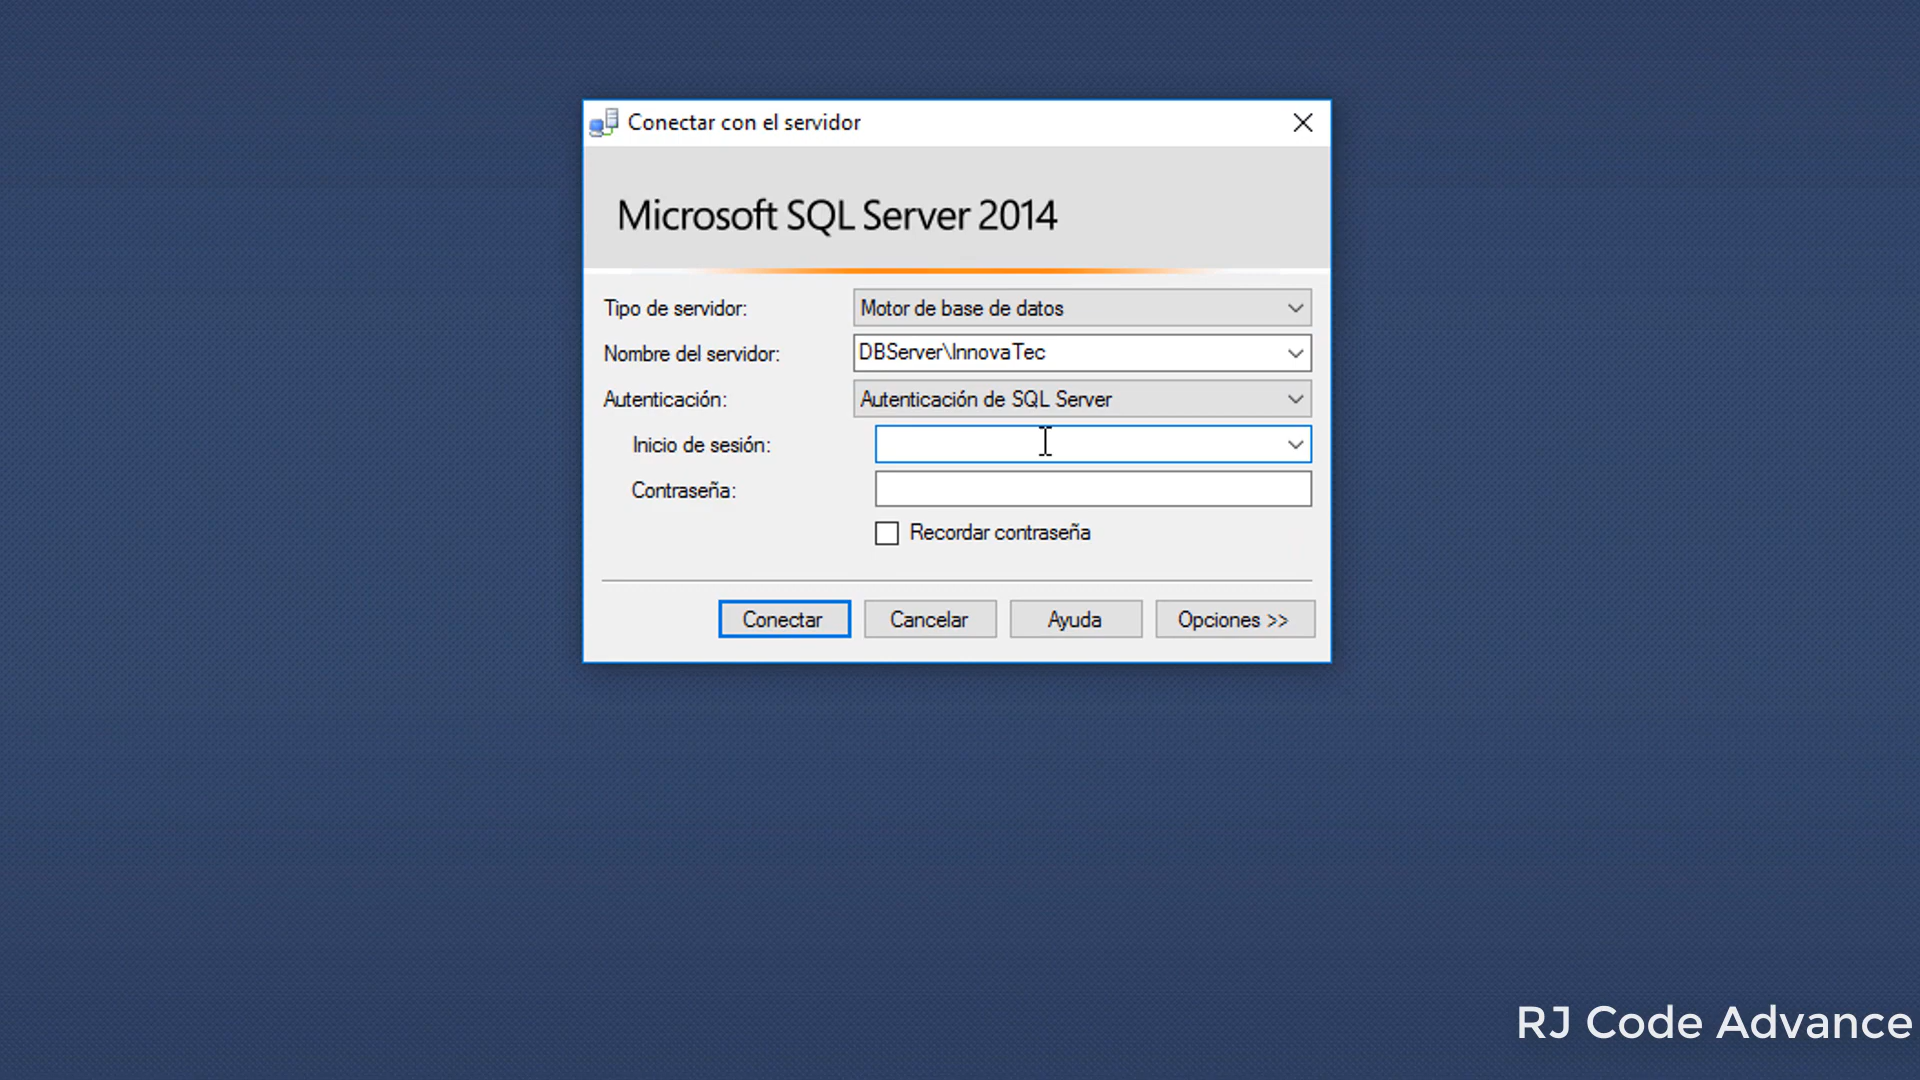 Conectar con el servidor
Microsoft SQL Server 2014
Tipo de servidor: Motor de base de datos
Nombre del servidor: DBServer\InnovaTec
Autenticación: Autenticación de SQL Server
Inicio de sesión:
Contraseña:
Recordar contraseña
Conectar Cancelar Ayuda Opciones >>
RJ Code Advance